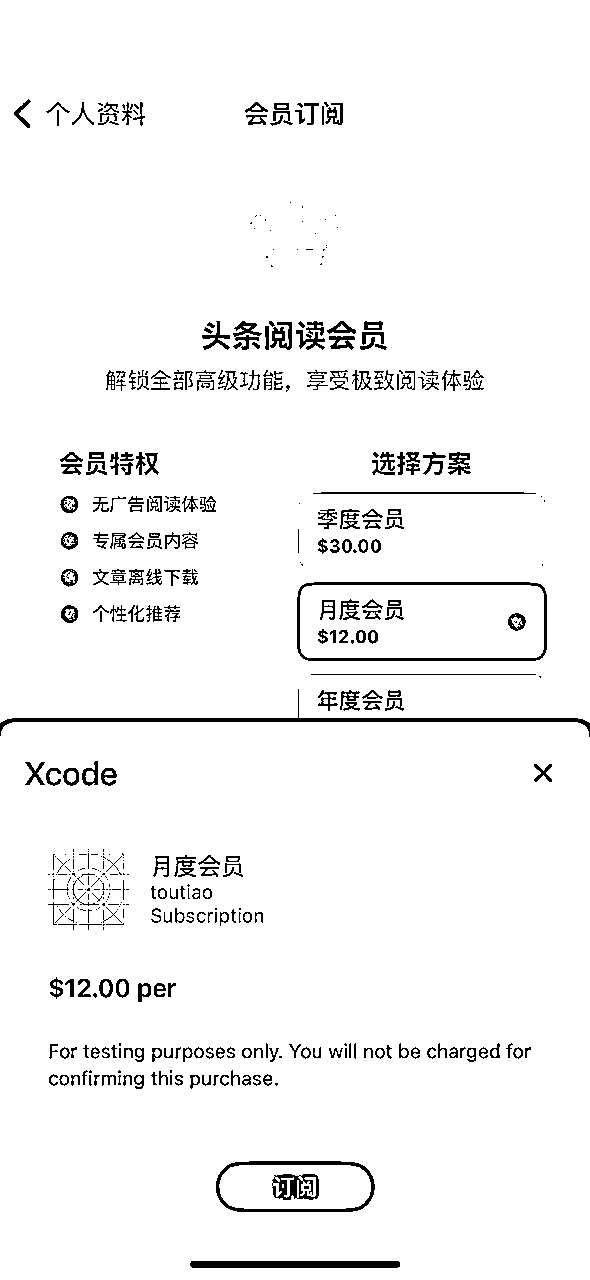 个人资料
会员订阅
头条阅读会员
解锁全部高级功能，享受极致阅读体验
会员特权
无广告阅读体验
专属会员内容
文章离线下载
个性化推荐
选择方案
季度会员
$30.00
月度会员
$12.00
年度会员
Xcode
月度会员
toutiao
Subscription
$12.00 per
For testing purposes only. You will not be charged for
confirming this purchase.
订阅